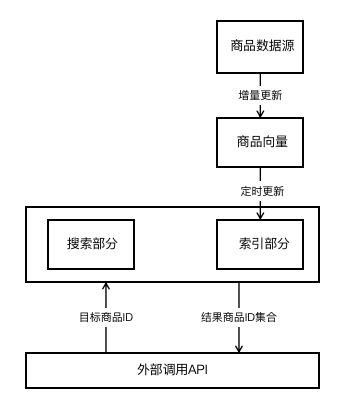 商品数据源
增量更新
商品向量
定时更新
搜索部分
索引部分
目标商品ID
结果商品ID集合
外部调用API